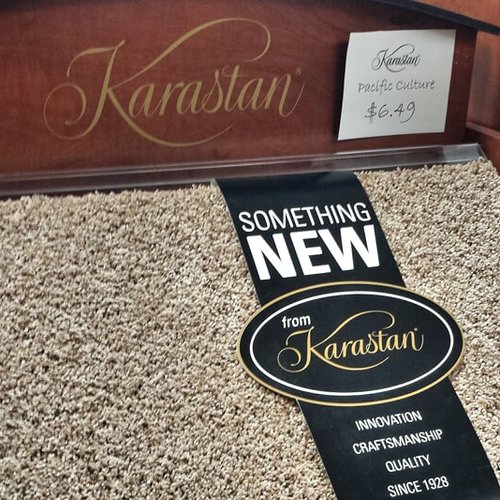 Karastan®
Karastan
Pacific Culture
$6.49
SOMETHING
NEW
from
Karastan®
INNOVATION
CRAFTSMANSHIP
QUALITY
SINCE 1928